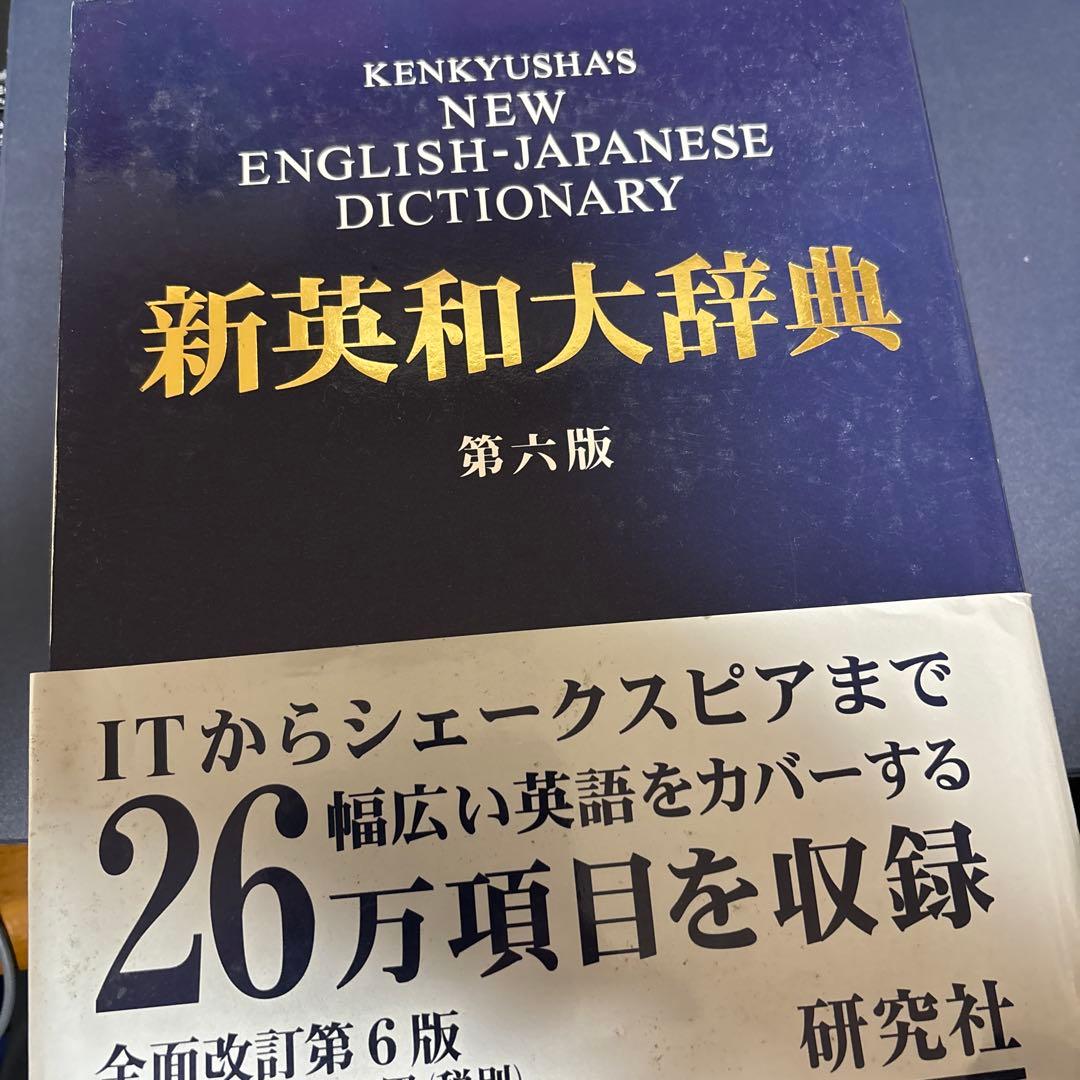 KENKYUSHA'S
NEW
ENGLISH-JAPANESE
DICTIONARY
新英和大辞典
第六版
ITからシェークスピアまで
幅広い英語をカバーする
26万項目を収録
研究社
全面改訂第6版
(税別)